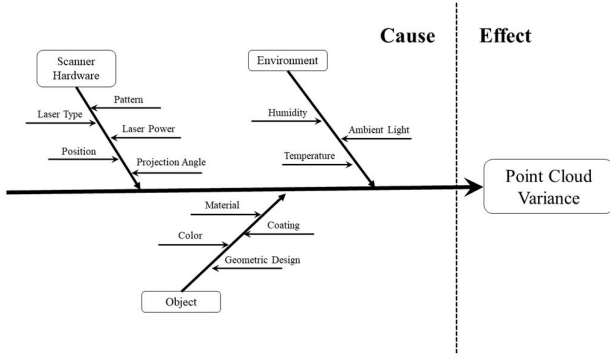 Cause
Effect
Scanner
Hardware
Environment
Pattern
Laser Type
Laser Power
Position
Projection Angle
Humidity
Ambient Light
Temperature
Point Cloud
Variance
Material
Coating
Color
Geometric Design
Object